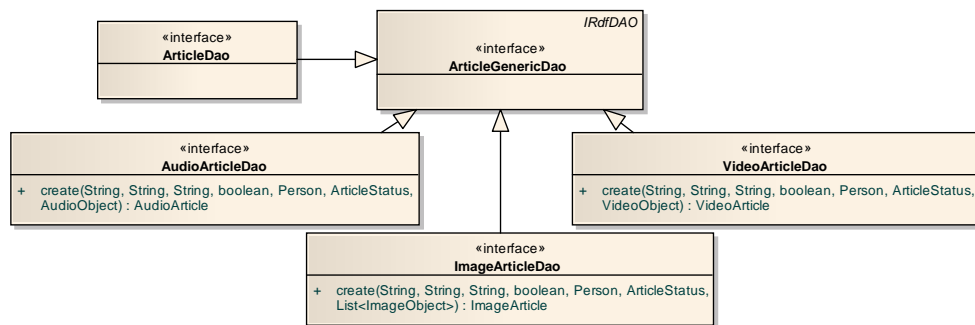 «interface»
ArticleDao
IRdfDAO
«interface»
ArticleGenericDao
«interface»
AudioArticleDao
+ create(String, String, String, boolean, Person, ArticleStatus,
AudioObject) : AudioArticle
«interface»
VideoArticleDao
+ create(String, String, String, boolean, Person, ArticleStatus,
VideoObject) : VideoArticle
«interface»
ImageArticleDao
+ create(String, String, String, boolean, Person, ArticleStatus,
List<ImageObject>) : ImageArticle